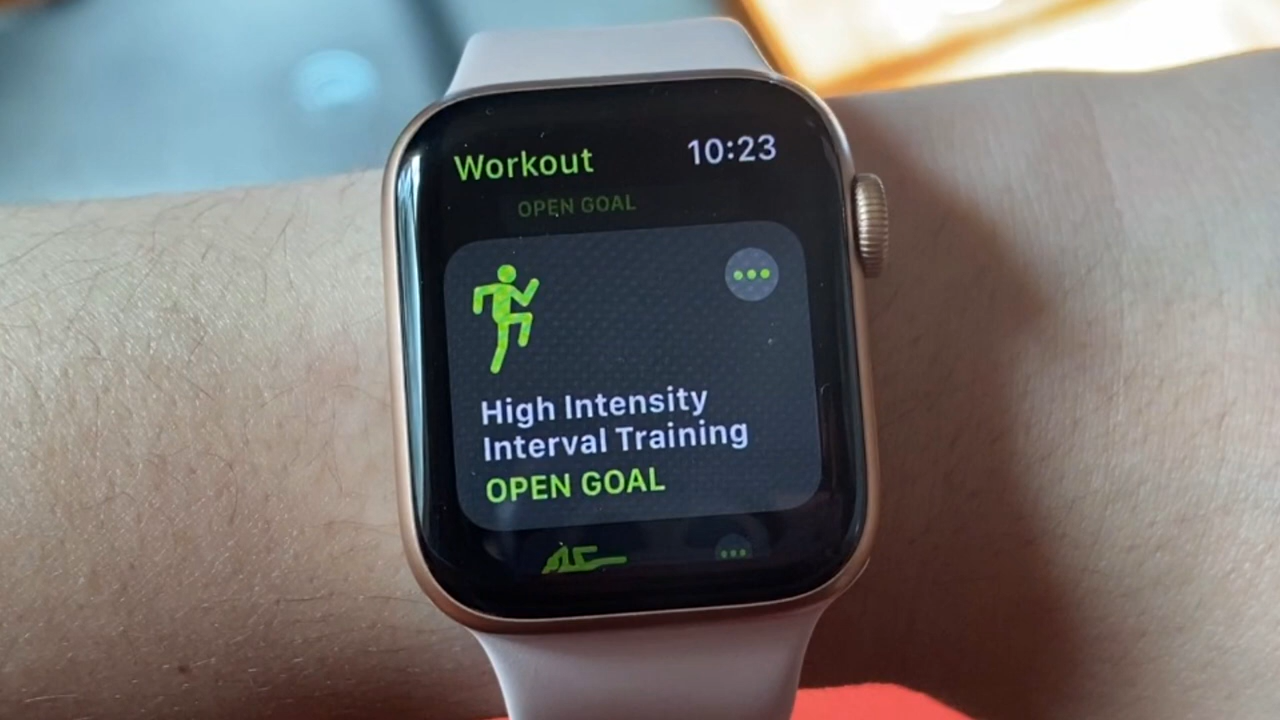 Workout
10:23
OPEN GOAL
High Intensity
Interval Training
OPEN GOAL